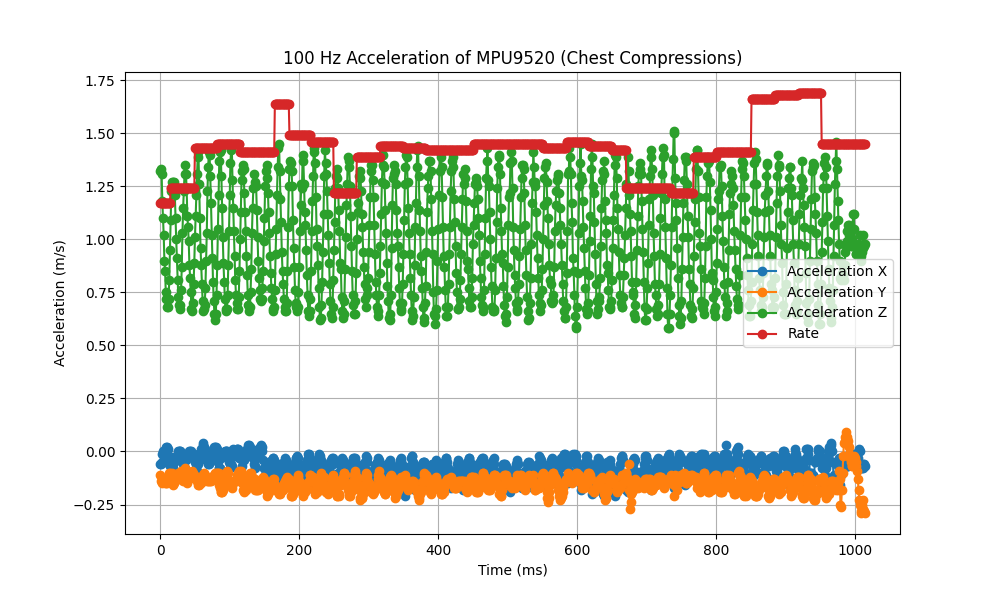 100 Hz Acceleration of MPU9520 (Chest Compressions)
1.75
1.50
1.25
1.00
0.75
0.50
0.25
0.00
−0.25
Acceleration (m/s)
Acceleration X
Acceleration Y
Acceleration Z
Rate
0 200 400 600 800 1000
Time (ms)